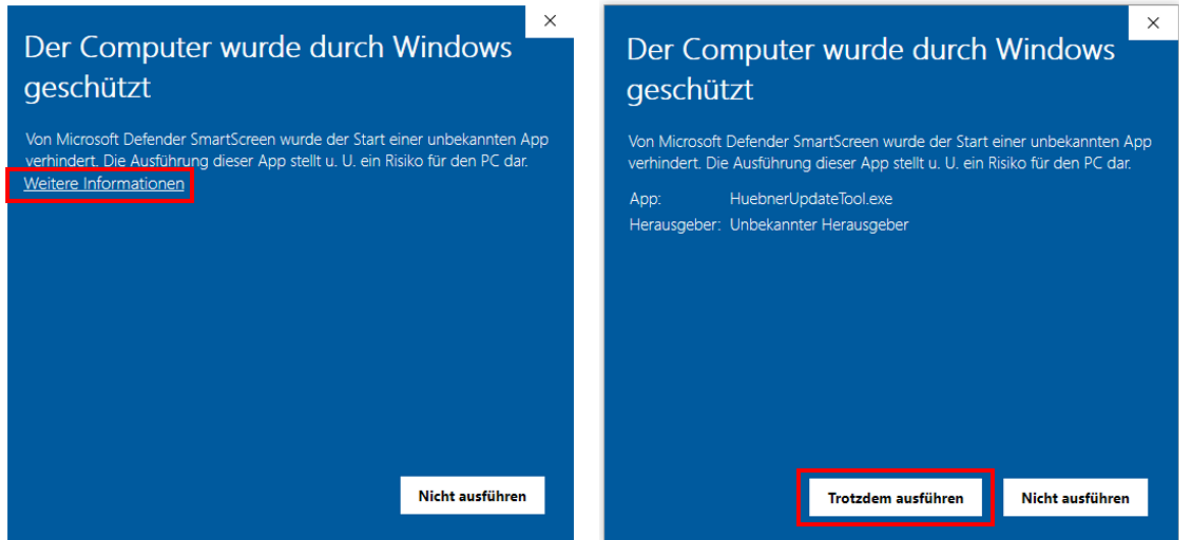 Der Computer wurde durch Windows
geschützt
Von Microsoft Defender SmartScreen wurde der Start einer unbekannten App
verhindert. Die Ausführung dieser App stellt u. U. ein Risiko für den PC dar.
Weitere Informationen
Nicht ausführen
Der Computer wurde durch Windows
geschützt
Von Microsoft Defender SmartScreen wurde der Start einer unbekannten App
verhindert. Die Ausführung dieser App stellt u. U. ein Risiko für den PC dar.
App: HuebnerUpdateTool.exe
Herausgeber: Unbekannter Herausgeber
Trotzdem ausführen Nicht ausführen